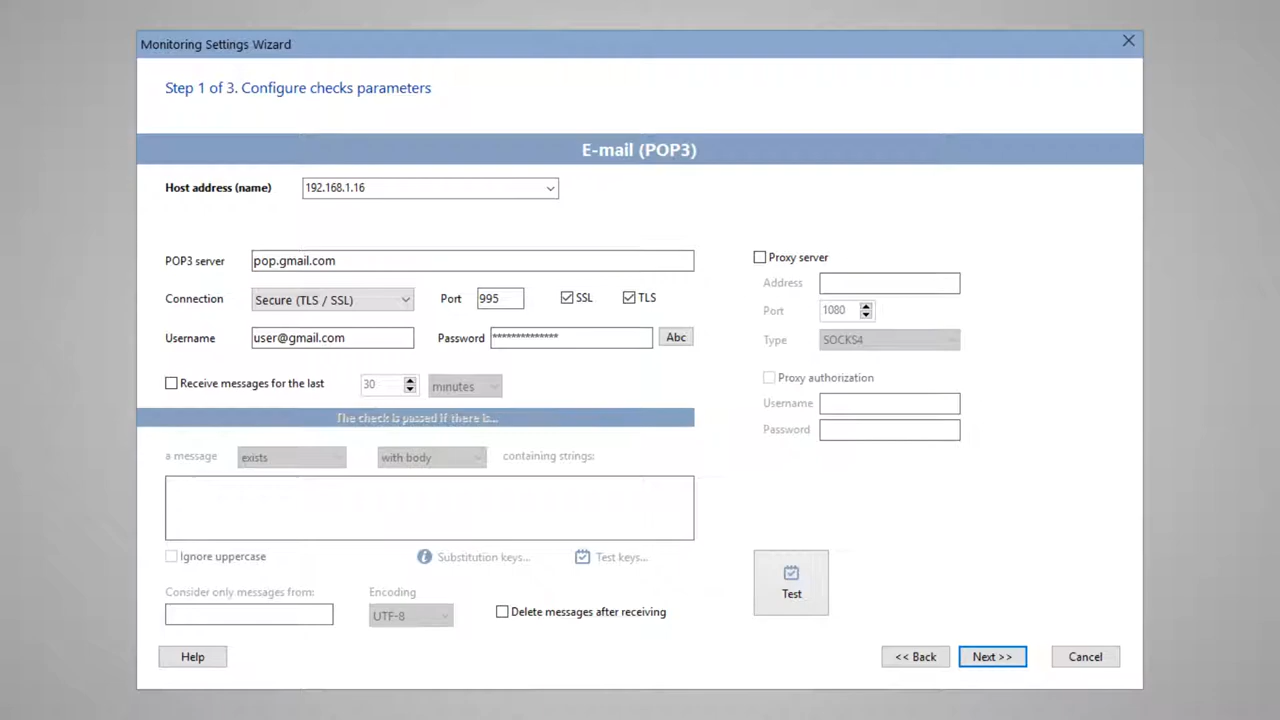 Monitoring Settings Wizard
Step 1 of 3. Configure checks parameters
E-mail (POP3)
Host address (name) 192.168.1.16
POP3 server pop.gmail.com
Proxy server
Address
Connection Secure (TLS / SSL) Port 995 SSL TLS
Port 1080
Username user@gmail.com Password ************** Abc
Type SOCKS4
Receive messages for the last 30 minutes
Proxy authorization
Username
The check is passed if there is...
Password
a message exists with body containing strings:
Ignore uppercase Substitution keys... Test keys...
Test
Consider only messages from: Encoding
UTF-8 Delete messages after receiving
Help << Back Next >> Cancel